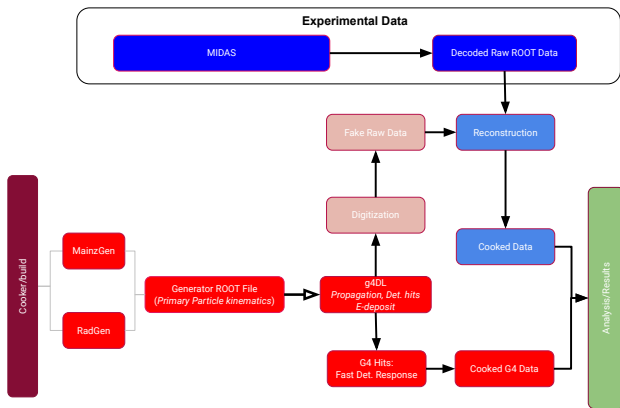 Experimental Data
MIDAS
Decoded Raw ROOT Data
Fake Raw Data
Reconstruction
Cooker/build
MainzGen
Digitization
Cooked Data
Analysis/Results
Generator ROOT File
(Primary Particle kinematics)
g4DL
Propagation, Det. hits
E-deposit
RadGen
G4 Hits:
Fast Det. Response
Cooked G4 Data